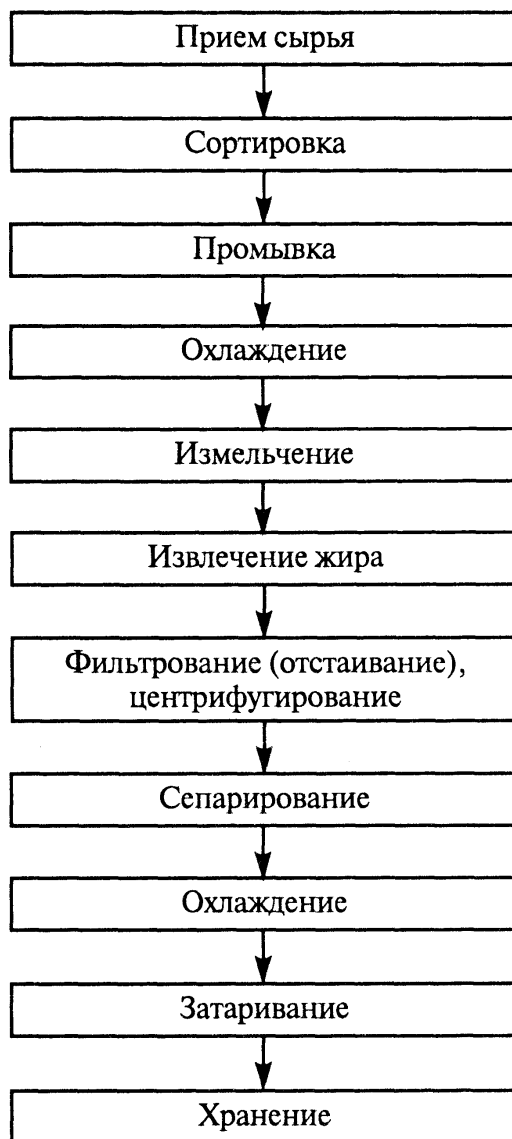 Прием сырья
Сортировка
Промывка
Охлаждение
Измельчение
Извлечение жира
Фильтрование (отстаивание),
центрифугирование
Сепарирование
Охлаждение
Затаривание
Хранение